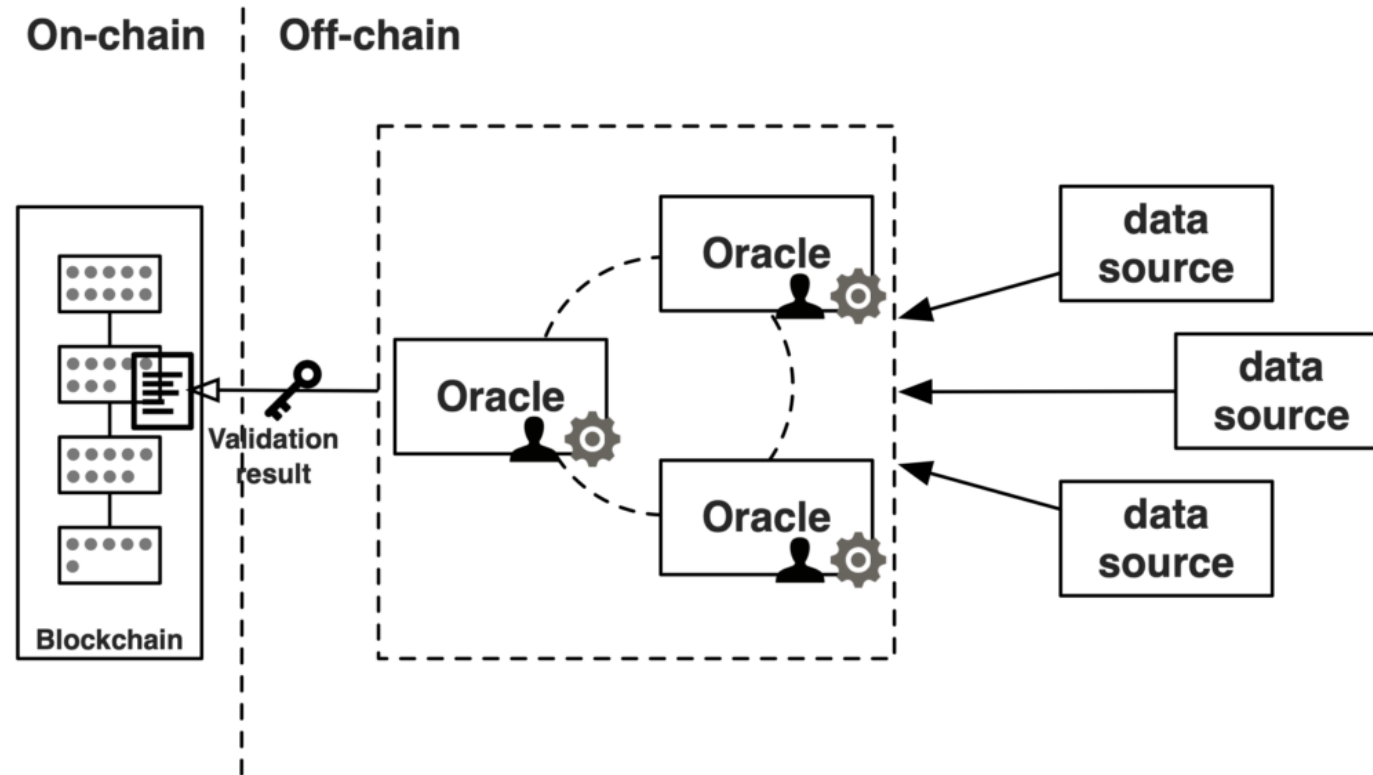 On-chain
Off-chain
Oracle
Oracle
Oracle
data
source
data
source
data
source
Validation
result
Blockchain